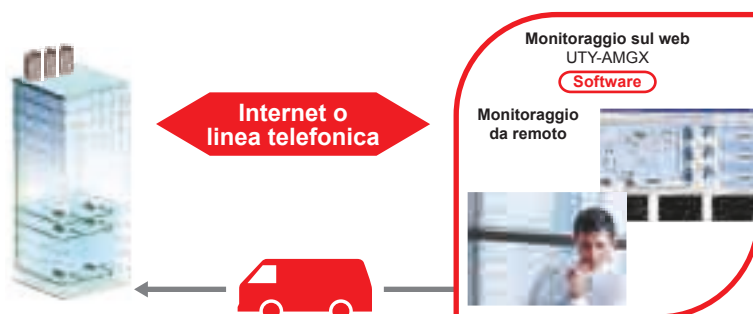 Monitoraggio sul web
UTY-AMGX
Software
Internet o
linea telefonica
Monitoraggio
da remoto